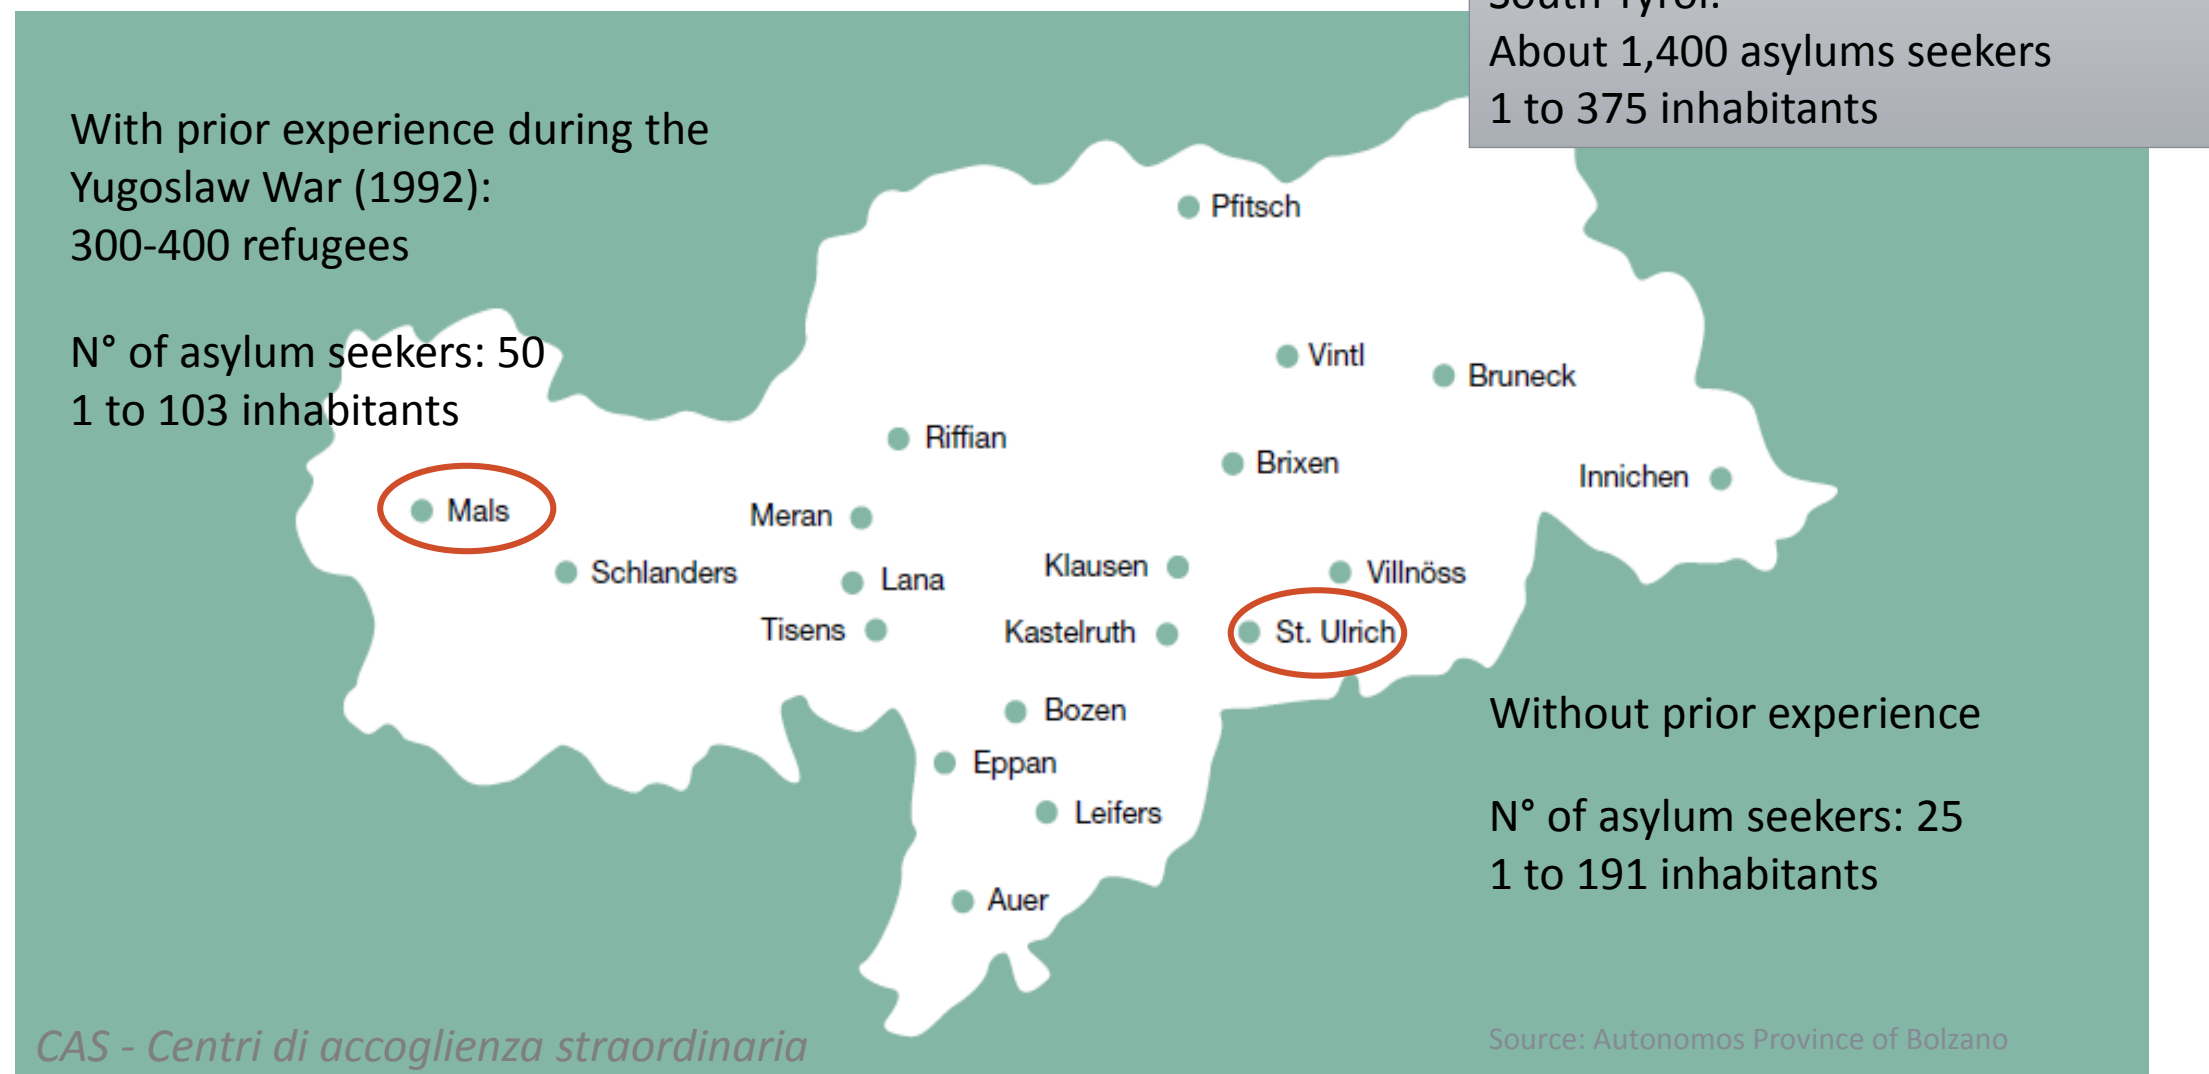 South Tyrol:
About 1,400 asylums seekers
1 to 375 inhabitants
With prior experience during the
Yugoslaw War (1992):
300-400 refugees
N° of asylum seekers: 50
1 to 103 inhabitants
Pfitsch
Vintl
Bruneck
Riffian
Brixen
Innichen
Mals
Meran
Schlanders
Lana
Klausen
Villnöss
Tisens
Kastelruth
St. Ulrich
Bozen
Eppan
Leifers
Auer
Without prior experience
N° of asylum seekers: 25
1 to 191 inhabitants
CAS - Centri di accoglienza straordinaria
Source: Autonomos Province of Bolzano